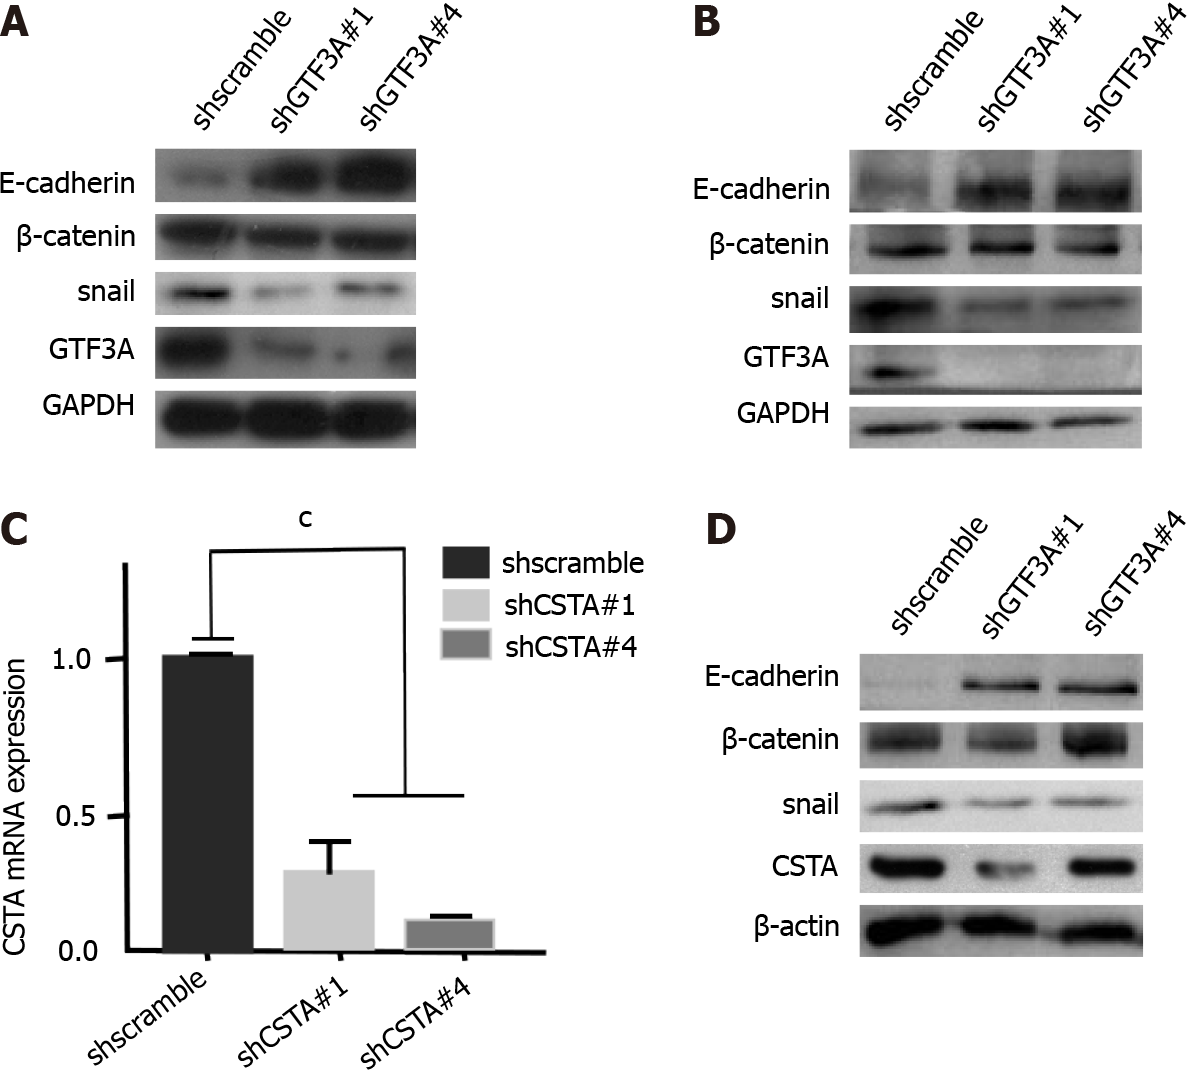 A
shscramble
shGTF3A#1
shGTF3A#4
E-cadherin
β-catenin
snail
GTF3A
GAPDH
B
shscramble
shGTF3A#1
shGTF3A#4
E-cadherin
β-catenin
snail
GTF3A
GAPDH
C
c
shscramble
shCSTA#1
shCSTA#4
CSTA mRNA expression
1.0
0.5
0.0
shscramble
shCSTA#1
shCSTA#4
D
shscramble
shGTF3A#1
shGTF3A#4
E-cadherin
β-catenin
snail
CSTA
β-actin